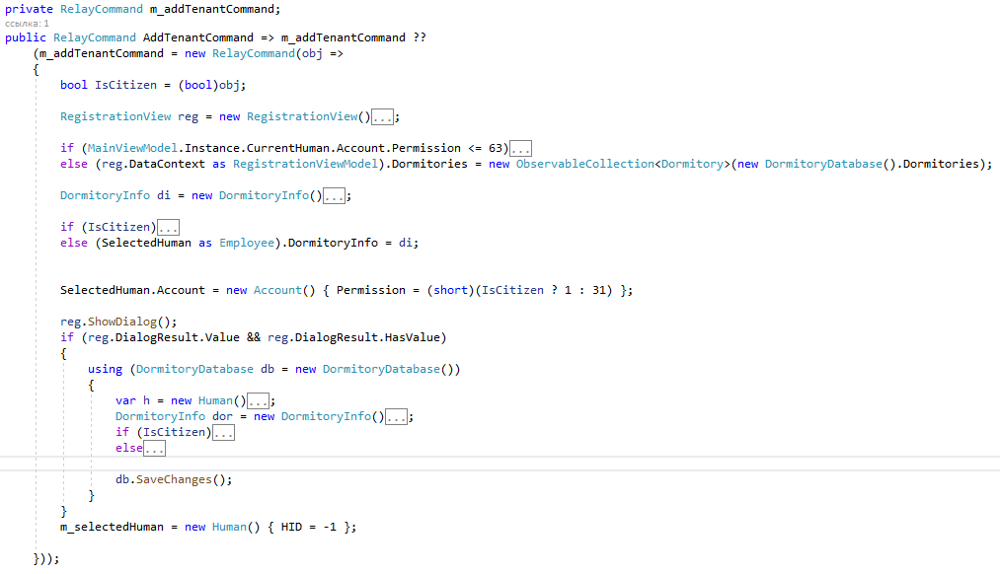 private RelayCommand m_addTenantCommand;
ссылка: 1
public RelayCommand AddTenantCommand => m_addTenantCommand ??
(m_addTenantCommand = new RelayCommand(obj =>
{
bool IsCitizen = (bool)obj;
RegistrationView reg = new RegistrationView()...;
if (MainViewModel.Instance.CurrentHuman.Account.Permission <= 63)...
else (reg.DataContext as RegistrationViewModel).Dormitories = new ObservableCollection<Dormitory>(new DormitoryDatabase().Dormitories);
DormitoryInfo di = new DormitoryInfo()...;
if (IsCitizen)...
else (SelectedHuman as Employee).DormitoryInfo = di;
SelectedHuman.Account = new Account() { Permission = (short)(IsCitizen ? 1 : 31) };
reg.ShowDialog();
if (reg.DialogResult.Value && reg.DialogResult.HasValue)
{
using (DormitoryDatabase db = new DormitoryDatabase())
{
var h = new Human()...;
DormitoryInfo dor = new DormitoryInfo()...;
if (IsCitizen)...
else...
db.SaveChanges();
}
}
m_selectedHuman = new Human() { HID = -1 };
}));